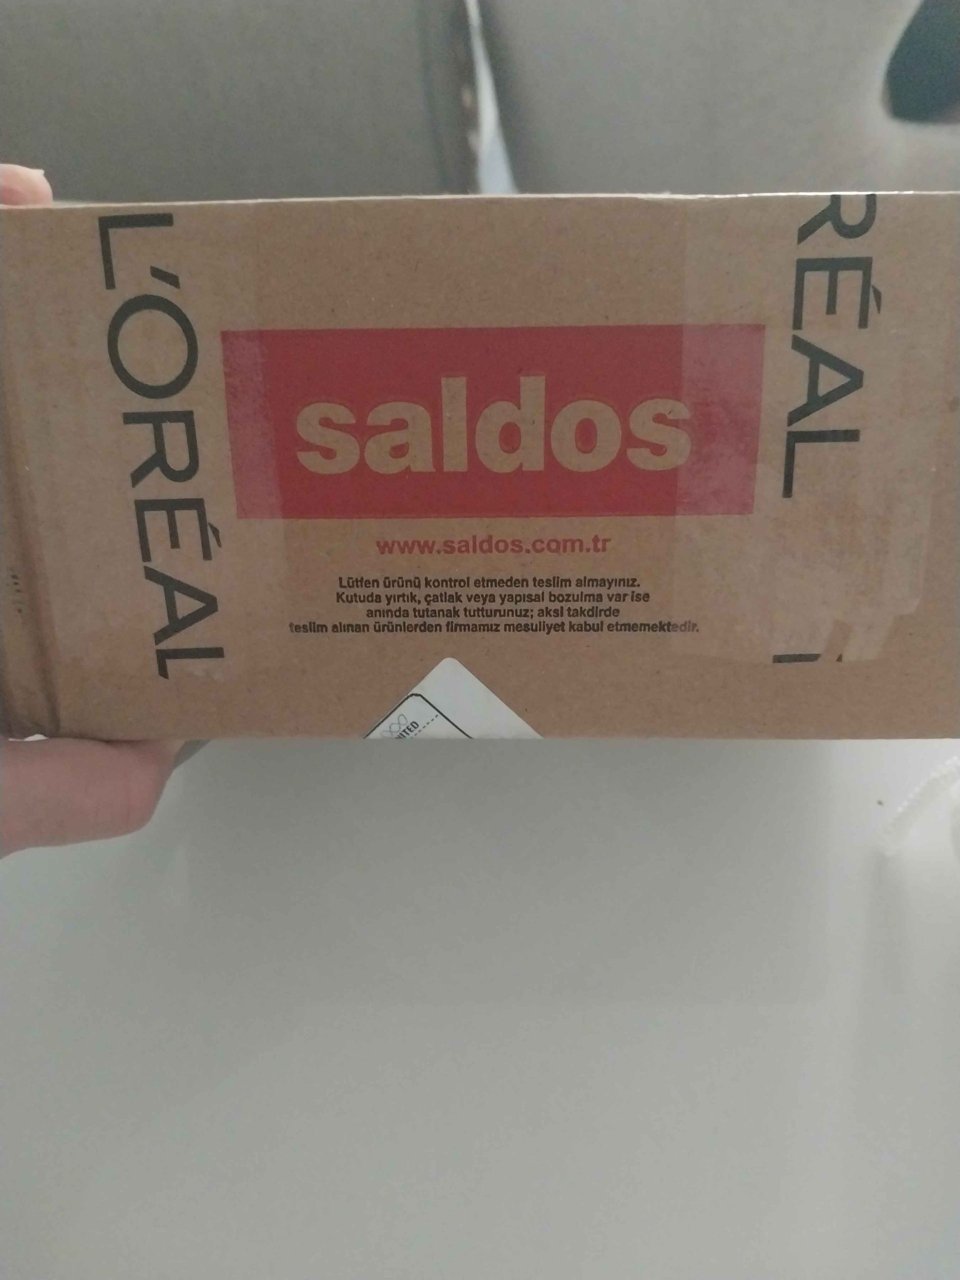 L'ORÉAL
RÉAL
saldos
www.saldos.com.tr
Lütfen ürünü kontrol etmeden teslim almayınız.
Kutuda yırtık, çatlak veya yapısal bozulma var ise
anında tutanak tutturunuz; aksi takdirde
teslim alınan ürünlerden firmamız mesuliyet kabul etmemektedir.
ITED